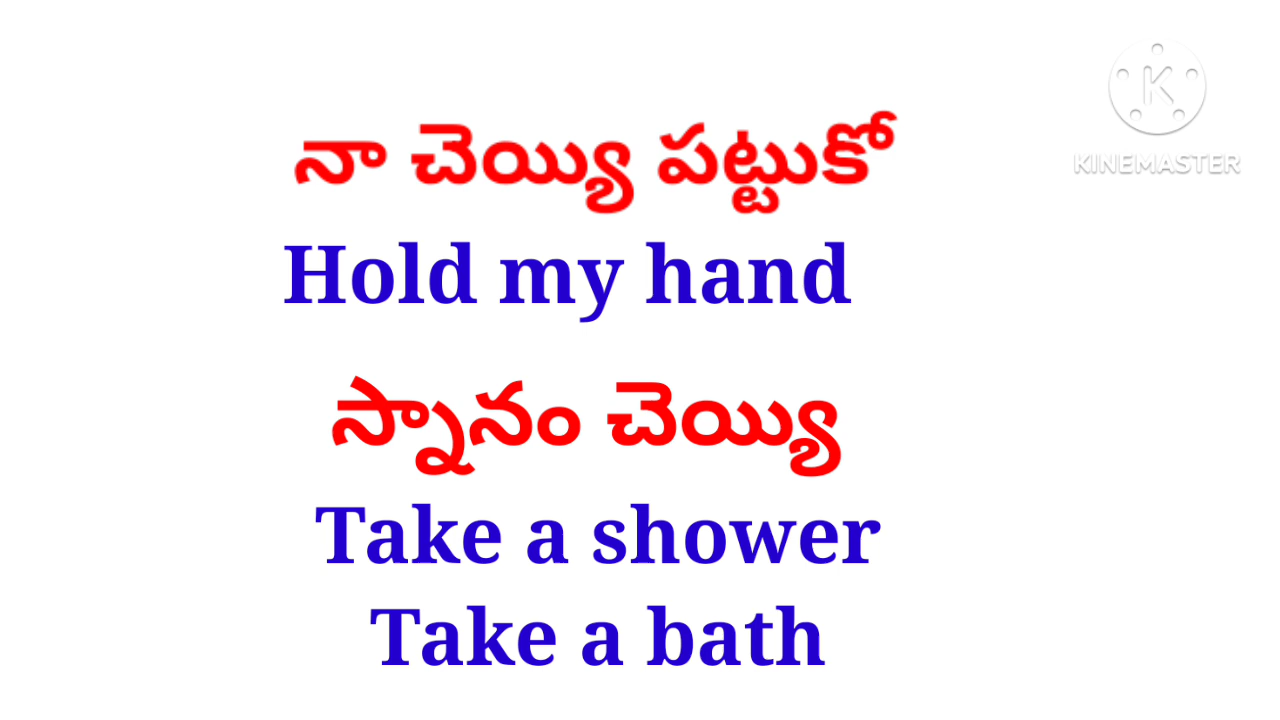 నా చెయ్యి పట్టుకో
Hold my hand
స్నానం చెయ్యి
Take a shower
Take a bath
K
KINEMASTER